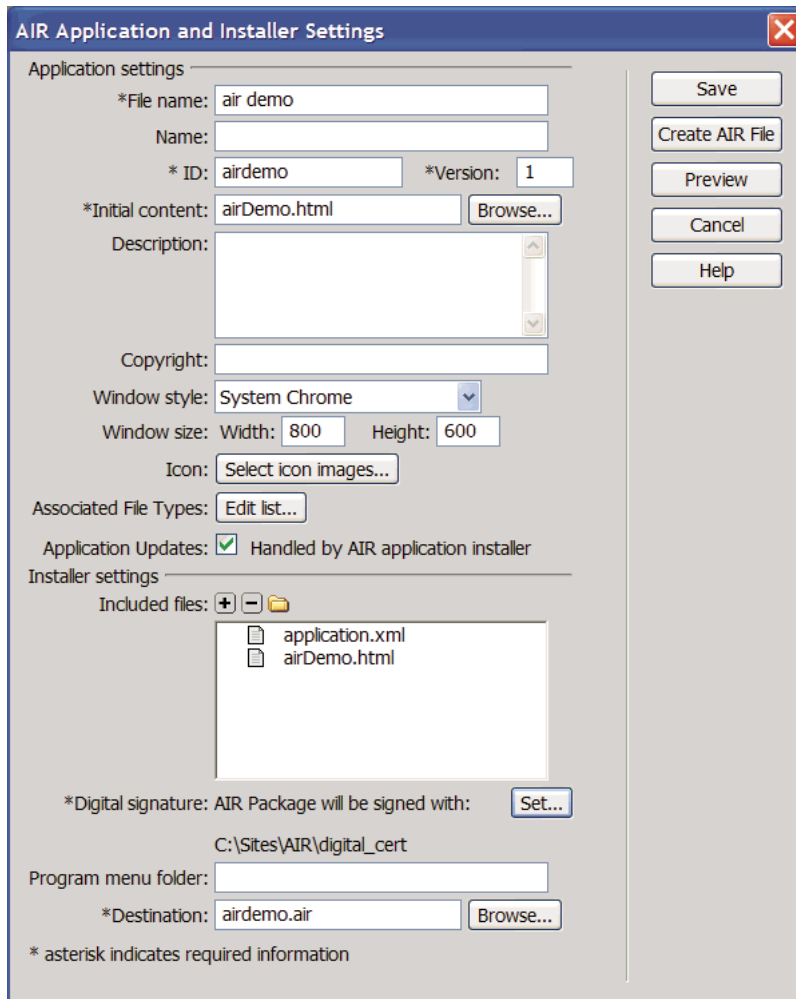 AIR Application and Installer Settings
Application settings
*File name: air demo
Name:
* ID: airdemo *Version: 1
*Initial content: airDemo.html Browse...
Description:
Copyright:
Window style: System Chrome
Window size: Width: 800 Height: 600
Icon: Select icon images...
Associated File Types: Edit list...
Application Updates: Handled by AIR application installer
Installer settings
Included files:
application.xml
airDemo.html
*Digital signature: AIR Package will be signed with: Set...
C:\Sites\AIR\digital_cert
Program menu folder:
*Destination: airdemo.air Browse...
* asterisk indicates required information
Save
Create AIR File
Preview
Cancel
Help